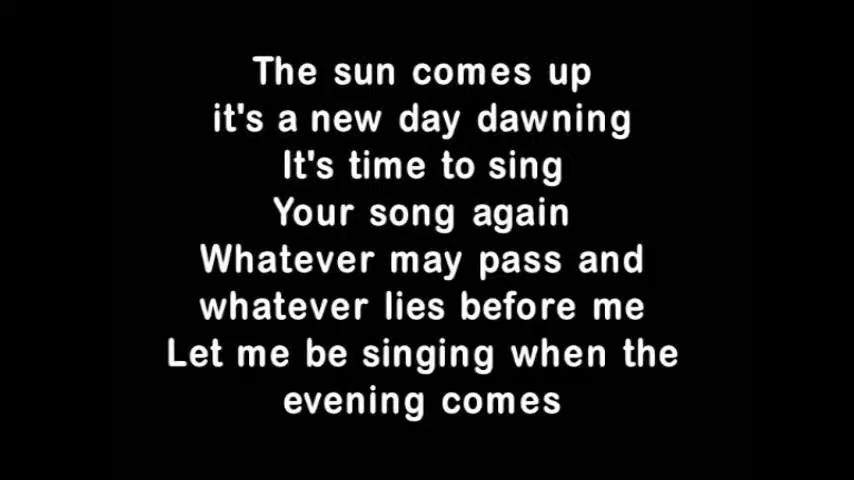 The sun comes up
it's a new day dawning
It's time to sing
Your song again
Whatever may pass and
whatever lies before me
Let me be singing when the
evening comes